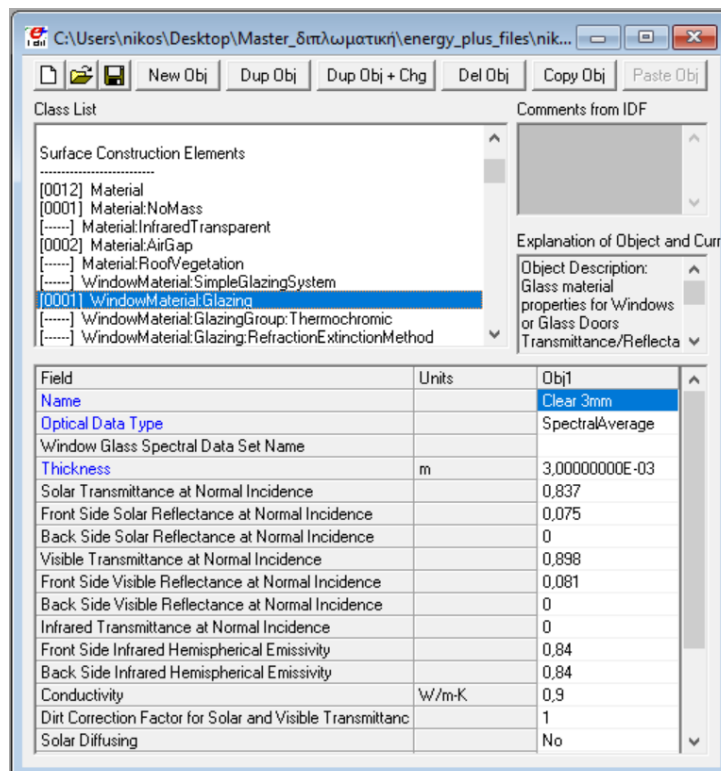 C:\Users\nikos\Desktop\Master_διπλωματική\energy_plus_files\nik...
New Obj Dup Obj Dup Obj + Chg Del Obj Copy Obj Paste Obj
Class List
Comments from IDF
Surface Construction Elements
--------------------------
[0012] Material
[0001] Material:NoMass
[------] Material:InfraredTransparent
[0002] Material:AirGap
[------] Material:RoofVegetation
[------] WindowMaterial:SimpleGlazingSystem
[0001] WindowMaterial:Glazing
[------] WindowMaterial:GlazingGroup:Thermochromic
[------] WindowMaterial:Glazing:RefractionExtinctionMethod
Explanation of Object and Curr
Object Description:
Glass material
properties for Windows
or Glass Doors
Transmittance/Reflecta
Field Units Obj1
Name Clear 3mm
Optical Data Type SpectralAverage
Window Glass Spectral Data Set Name
Thickness m 3,00000000E-03
Solar Transmittance at Normal Incidence 0,837
Front Side Solar Reflectance at Normal Incidence 0,075
Back Side Solar Reflectance at Normal Incidence 0
Visible Transmittance at Normal Incidence 0,898
Front Side Visible Reflectance at Normal Incidence 0,081
Back Side Visible Reflectance at Normal Incidence 0
Infrared Transmittance at Normal Incidence 0
Front Side Infrared Hemispherical Emissivity 0,84
Back Side Infrared Hemispherical Emissivity 0,84
Conductivity W/m-K 0,9
Dirt Correction Factor for Solar and Visible Transmittanc 1
Solar Diffusing No